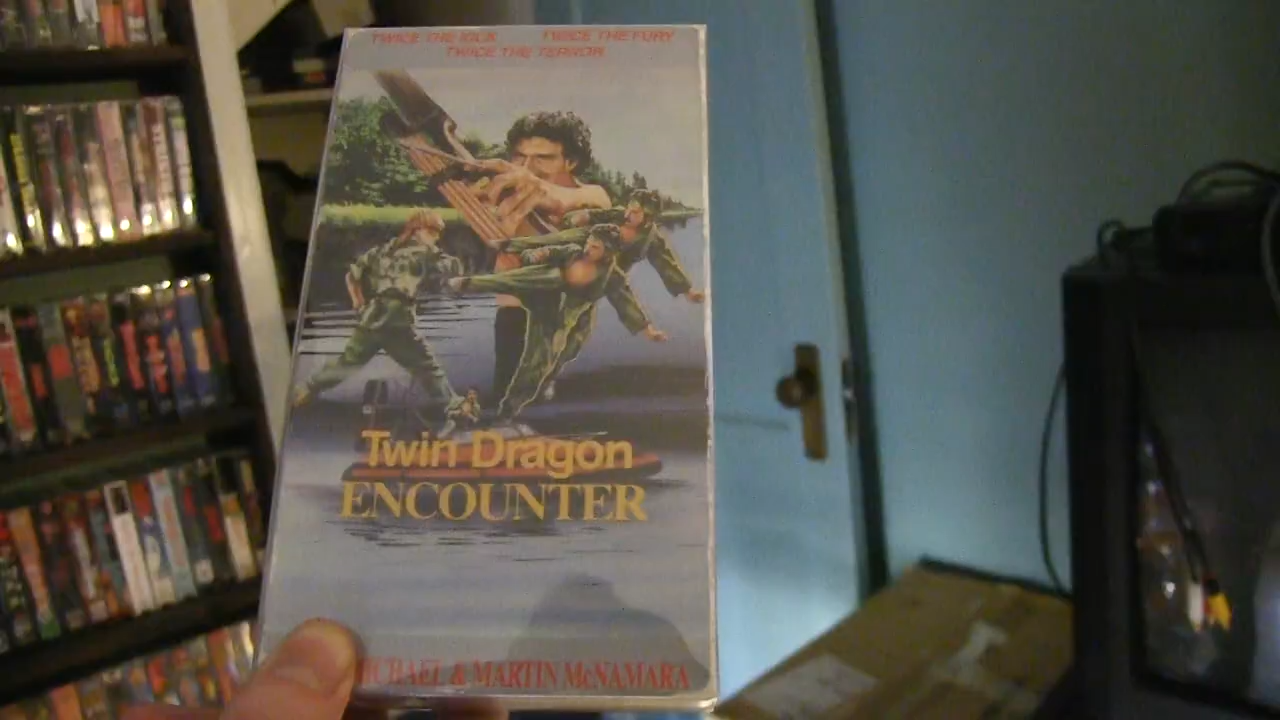 TWICE THE KICK TWICE THE FURY
TWICE THE TERROR
Twin Dragon
ENCOUNTER
MICHAEL & MARTIN McNAMARA